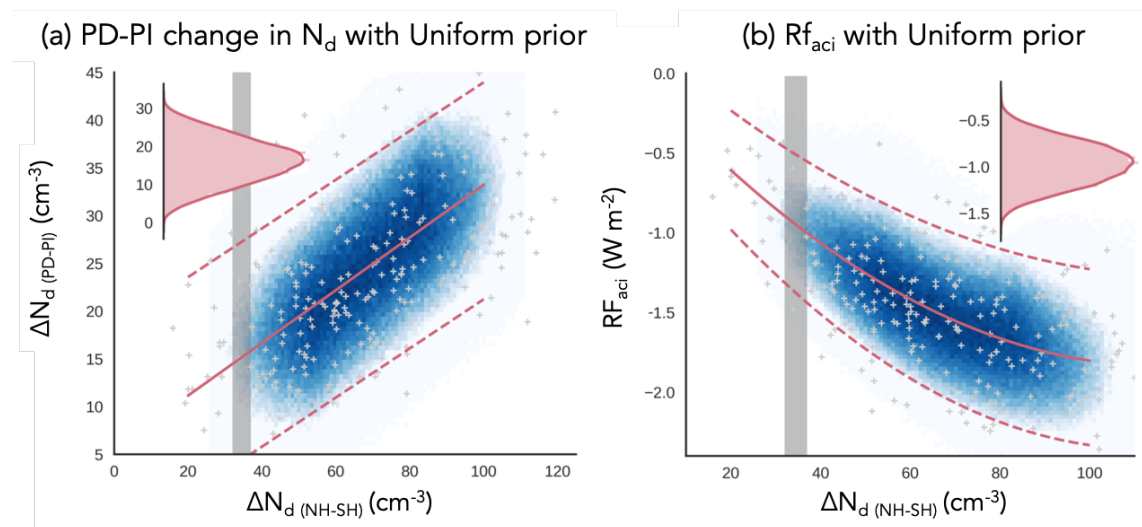 (a) PD-PI change in Nd with Uniform prior
45
40
35
30
25
20
15
10
5
30
20
10
0
ΔNd (PD-PI) (cm-3)
0 20 40 60 80 100 120
ΔNd (NH-SH) (cm-3)
(b) Rfaci with Uniform prior
0.0
−0.5
−1.0
−1.5
−2.0
−0.5
−1.0
−1.5
RFaci (W m-2)
20 40 60 80 100
ΔNd (NH-SH) (cm-3)